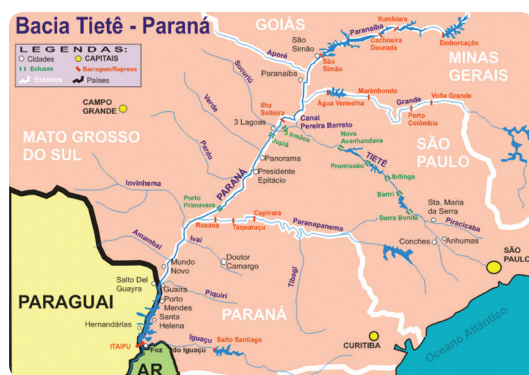 Bacia Tietê - Paraná
LEGENDAS:
Cidades
CAPITAIS
Eclusas
Barragem/Represa
Estados
Países
GOIÁS
Aporé
São Simão
São Simão
Paranaíba
Itumbiara
Cachoeira Dourada
Emborcação
MINAS GERAIS
Paranaíba
Sucuriú
Verde
CAMPO GRANDE
Ilha Solteira
Água Vermelha
Marimbondo
Grande
Volta Grande
Porto Colômbia
Canal Pereira Barreto
3 Lagoas
3 Irmãos
Jupiá
Nova Avanhandava
SÃO PAULO
MATO GROSSO DO SUL
Pardo
Panorama
Presidente Epitácio
PARANÁ
TIETÊ
Promissão
Ibitinga
Bariri
Barra Bonita
Invinhema
Porto Primavera
Rosana
Taquaruçu
Capivara
Paranapanema
Sta. Maria da Serra
Piracicaba
Conches
Anhumas
SÃO PAULO
Amambaí
Ivaí
Mundo Novo
Doutor Camargo
Tibagi
Salto Del Guayra
Guaíra
Piquiri
Porto Mendes
PARAGUAI
Santa Helena
Hernandárias
PARANÁ
CURITIBA
Oceano Atlântico
Iguaçu
Salto Santiago
ITAIPU
Foz do Iguaçu
AR